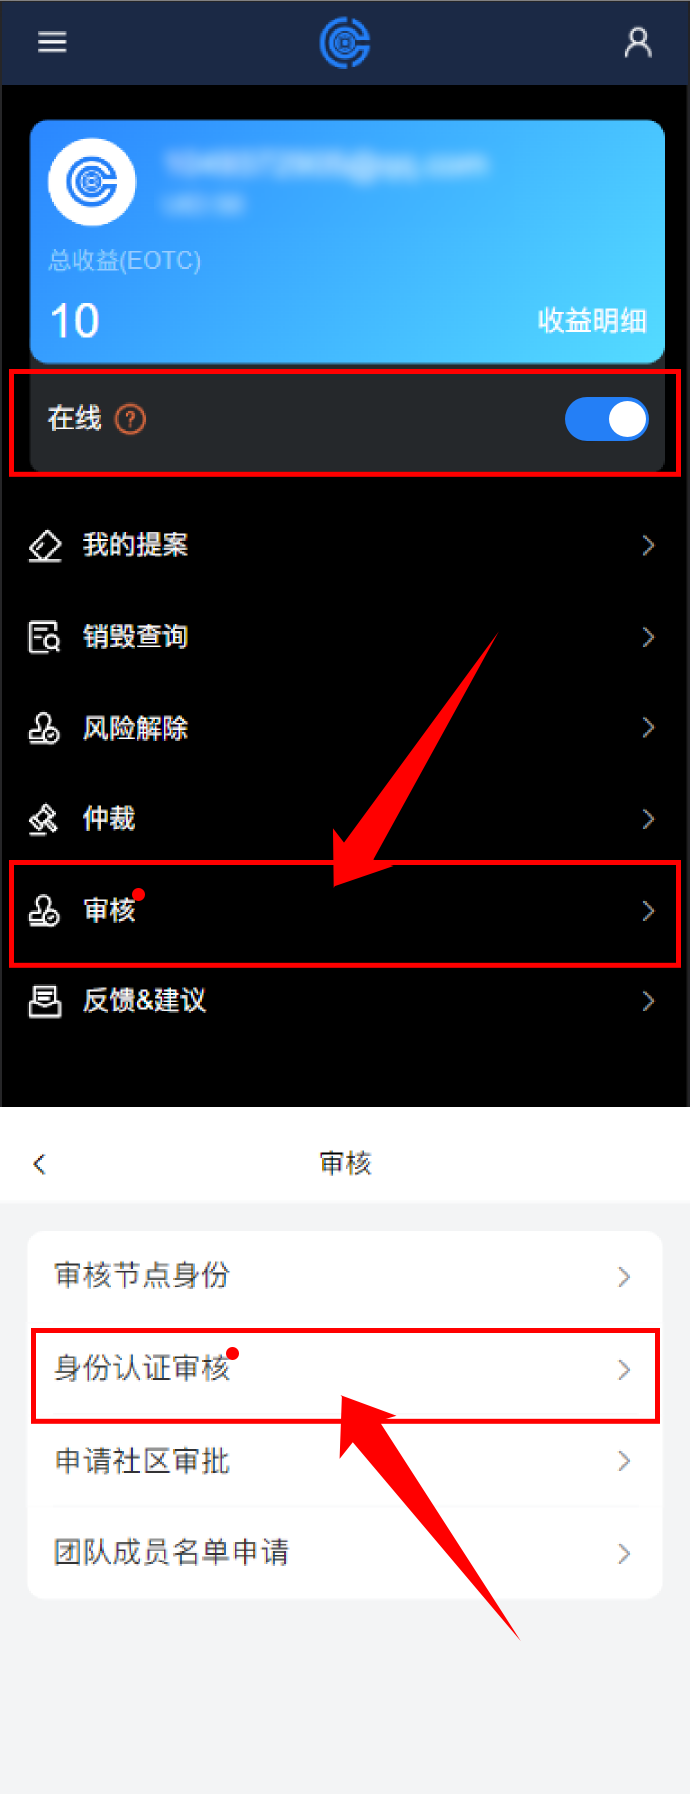 总收益(EOTC)
10
收益明细
在线
我的提案
销毁查询
风险解除
仲裁
审核
反馈&建议
审核
审核节点身份
身份认证审核
申请社区审批
团队成员名单申请